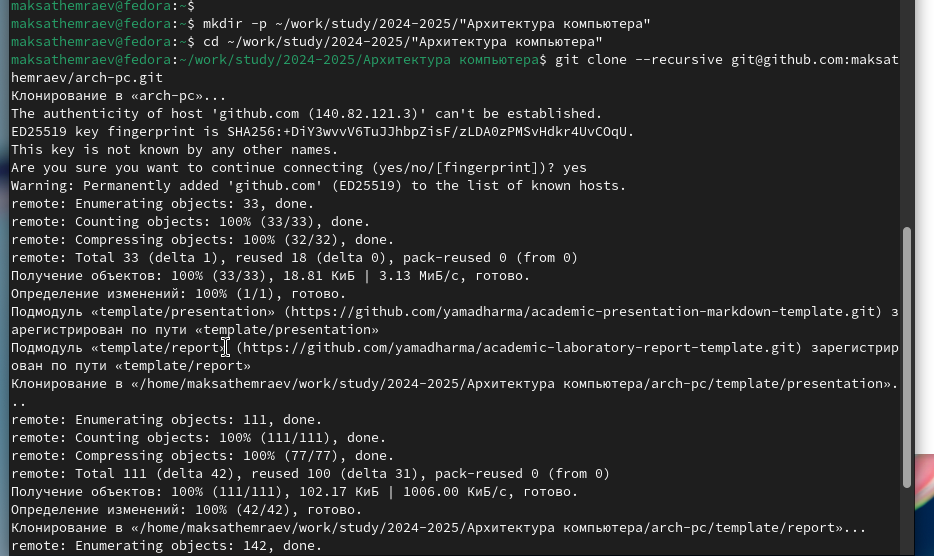 maksathemraev@fedora:~$
maksathemraev@fedora:~$ mkdir -p ~/work/study/2024-2025/"Архитектура компьютера"
maksathemraev@fedora:~$ cd ~/work/study/2024-2025/"Архитектура компьютера"
maksathemraev@fedora:~/work/study/2024-2025/Архитектура компьютера$ git clone --recursive git@github.com:maksat
hemraev/arch-pc.git
Клонирование в «arch-pc»...
The authenticity of host 'github.com (140.82.121.3)' can't be established.
ED25519 key fingerprint is SHA256:+DiY3wvvV6TuJJhbpZisF/zLDA0zPMSvHdkr4UvCOqU.
This key is not known by any other names.
Are you sure you want to continue connecting (yes/no/[fingerprint])? yes
Warning: Permanently added 'github.com' (ED25519) to the list of known hosts.
remote: Enumerating objects: 33, done.
remote: Counting objects: 100% (33/33), done.
remote: Compressing objects: 100% (32/32), done.
remote: Total 33 (delta 1), reused 18 (delta 0), pack-reused 0 (from 0)
Получение объектов: 100% (33/33), 18.81 КиБ | 3.13 МиБ/с, готово.
Определение изменений: 100% (1/1), готово.
Подмодуль «template/presentation» (https://github.com/yamadharma/academic-presentation-markdown-template.git) з
арегистрирован по пути «template/presentation»
Подмодуль «template/report» (https://github.com/yamadharma/academic-laboratory-report-template.git) зарегистрир
ован по пути «template/report»
Клонирование в «/home/maksathemraev/work/study/2024-2025/Архитектура компьютера/arch-pc/template/presentation».
..
remote: Enumerating objects: 111, done.
remote: Counting objects: 100% (111/111), done.
remote: Compressing objects: 100% (77/77), done.
remote: Total 111 (delta 42), reused 100 (delta 31), pack-reused 0 (from 0)
Получение объектов: 100% (111/111), 102.17 КиБ | 1006.00 КиБ/с, готово.
Определение изменений: 100% (42/42), готово.
Клонирование в «/home/maksathemraev/work/study/2024-2025/Архитектура компьютера/arch-pc/template/report»...
remote: Enumerating objects: 142, done.